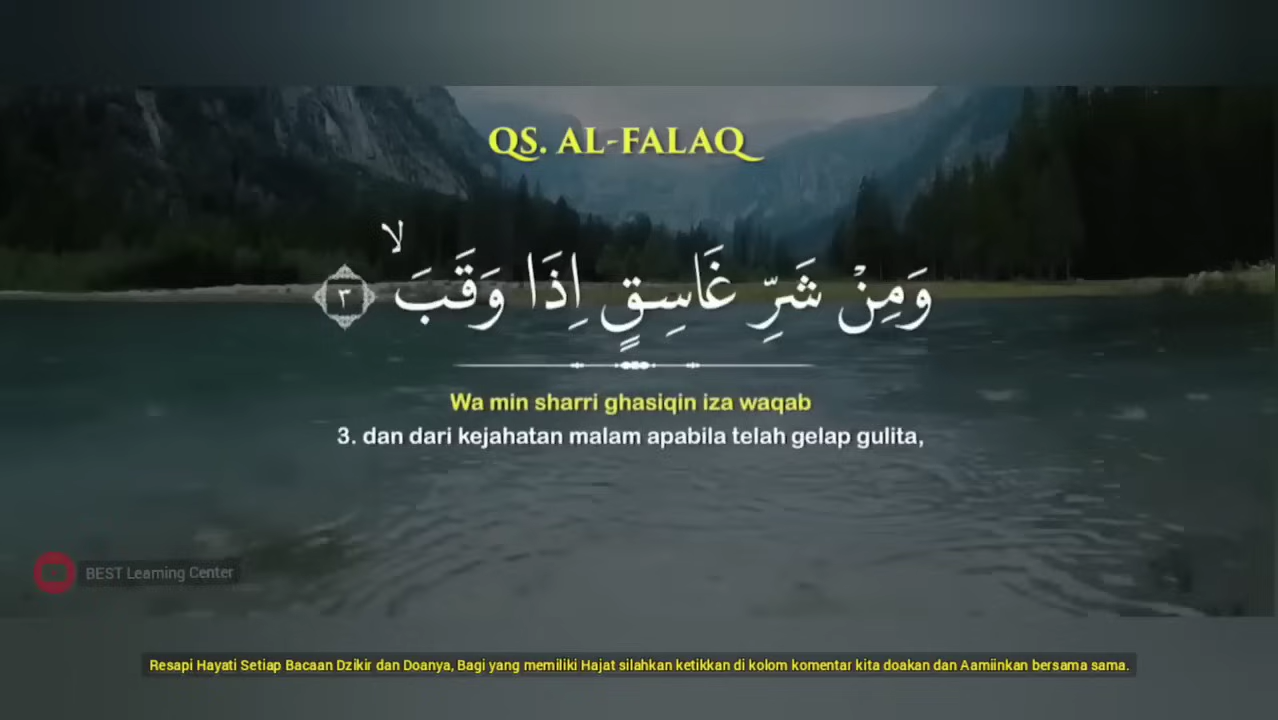 QS. AL-FALAQ
وَمِنْ شَرِّ غَاسِقٍ اِذَا وَقَبَۙ ٣
Wa min sharri ghasiqin iza waqab
3. dan dari kejahatan malam apabila telah gelap gulita,
BEST Learning Center
Resapi Hayati Setiap Bacaan Dzikir dan Doanya, Bagi yang memiliki Hajat silahkan ketikkan di kolom komentar kita doakan dan Aamiinkan bersama sama.